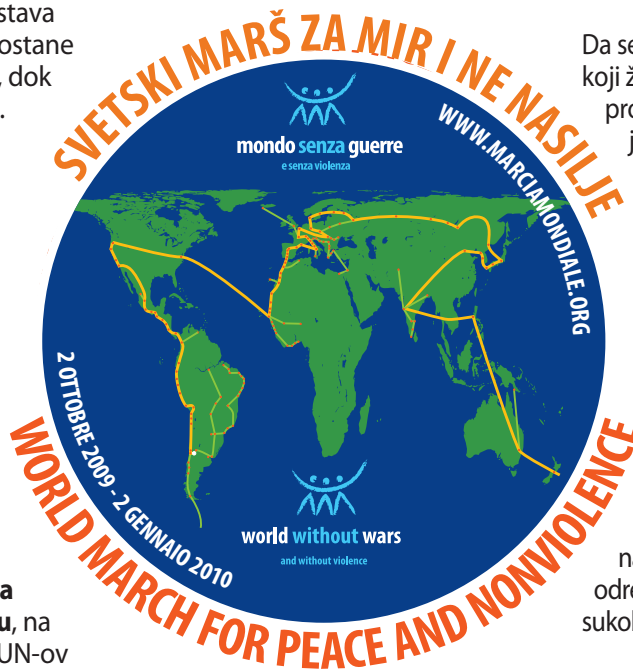 stava
ostane
, dok
.
Da se
koji ž
pro
j
SVETSKI MARŠ ZA MIR I NE NASILJE
mondo senza guerre
e senza violenza
WWW.MARCIAMONDIALE.ORG
2 OTTOBRE 2009 - 2 GENNAIO 2010
world without wars
and without violence
WORLD MARCH FOR PEACE AND NONVIOLENCE
a
u, na
UN-ov
na
odre
sukol